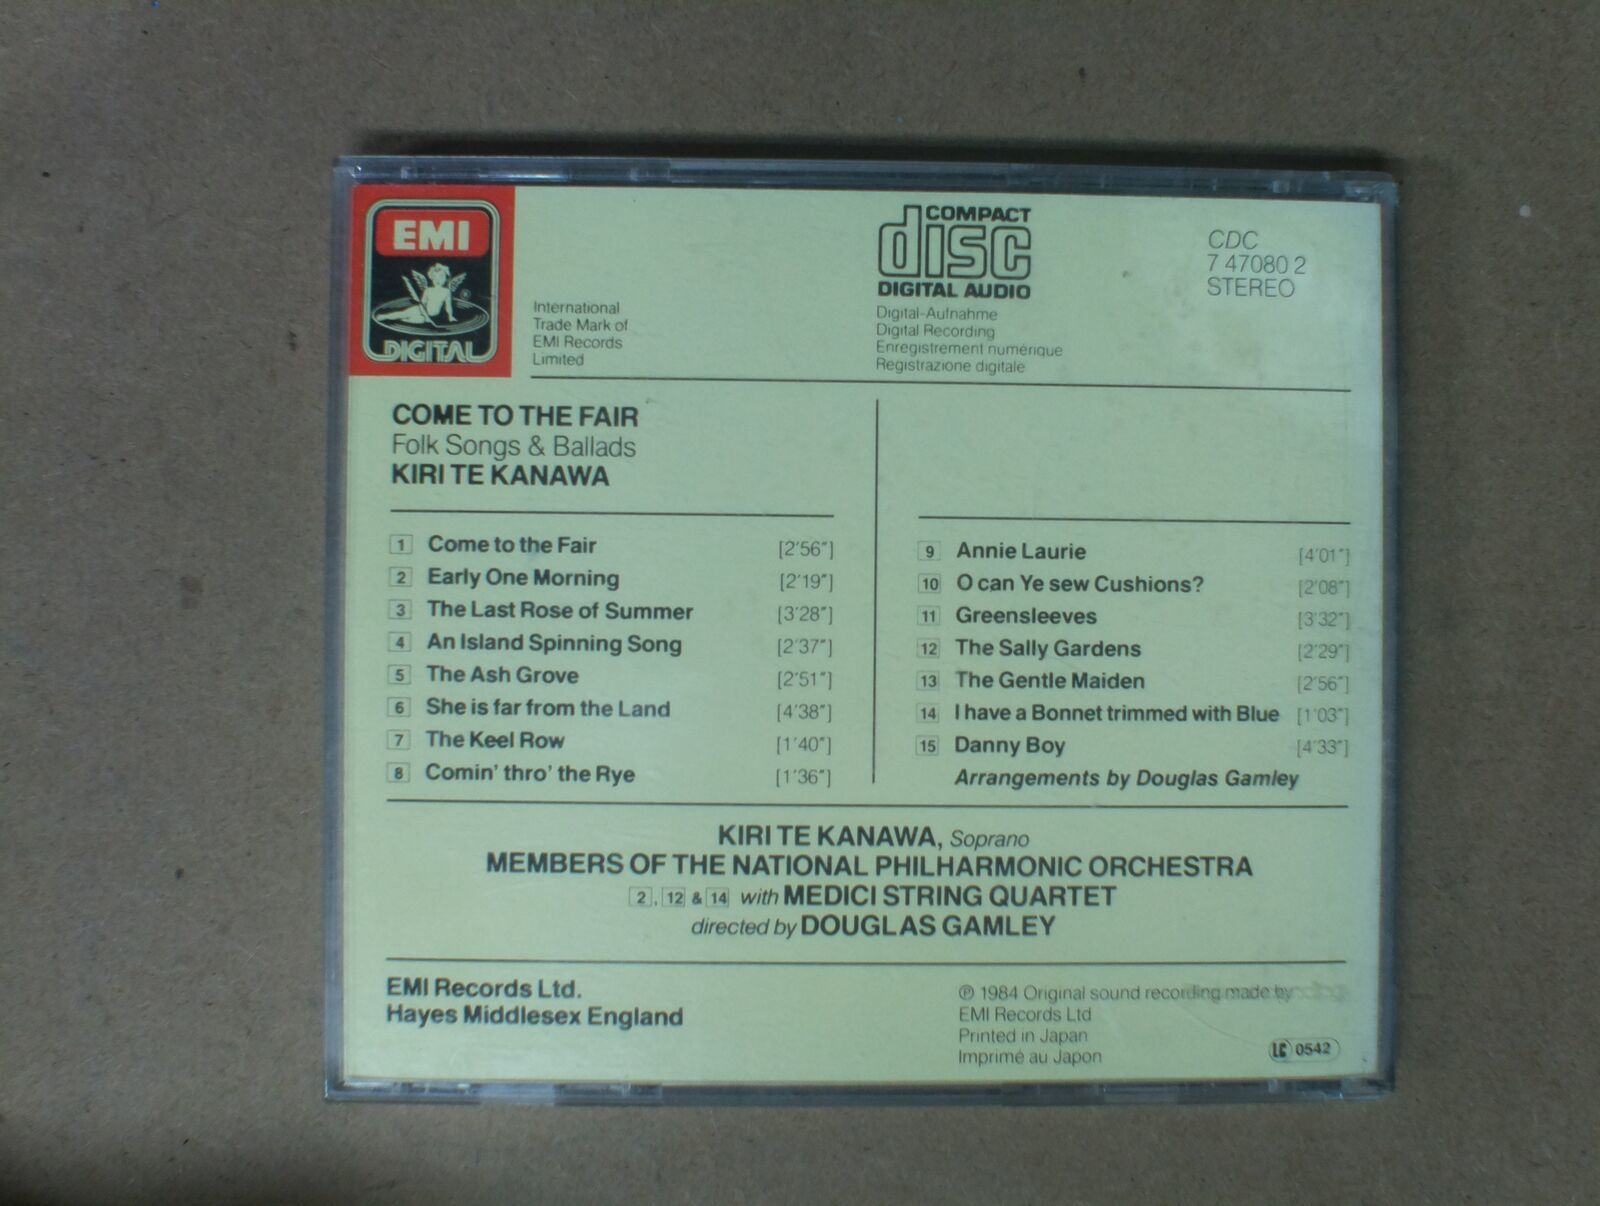 EMI
DIGITAL
International
Trade Mark of
EMI Records
Limited
COMPACT
disc
DIGITAL AUDIO
Digital-Aufnahme
Digital Recording
Enregistrement numérique
Registrazione digitale
CDC
7 47080 2
STEREO
COME TO THE FAIR
Folk Songs & Ballads
KIRI TE KANAWA
1 Come to the Fair [2'56"]
2 Early One Morning [2'19"]
3 The Last Rose of Summer [3'28"]
4 An Island Spinning Song [2'37"]
5 The Ash Grove [2'51"]
6 She is far from the Land [4'38"]
7 The Keel Row [1'40"]
8 Comin' thro' the Rye [1'36"]
9 Annie Laurie [4'01"]
10 O can Ye sew Cushions? [2'08"]
11 Greensleeves [3'32"]
12 The Sally Gardens [2'29"]
13 The Gentle Maiden [2'56"]
14 I have a Bonnet trimmed with Blue [1'03"]
15 Danny Boy [4'33"]
Arrangements by Douglas Gamley
KIRI TE KANAWA, Soprano
MEMBERS OF THE NATIONAL PHILHARMONIC ORCHESTRA
2, 12 & 14 with MEDICI STRING QUARTET
directed by DOUGLAS GAMLEY
EMI Records Ltd.
Hayes Middlesex England
℗ 1984 Original sound recording made by
EMI Records Ltd
Printed in Japan
Imprimé au Japon
LC 0542